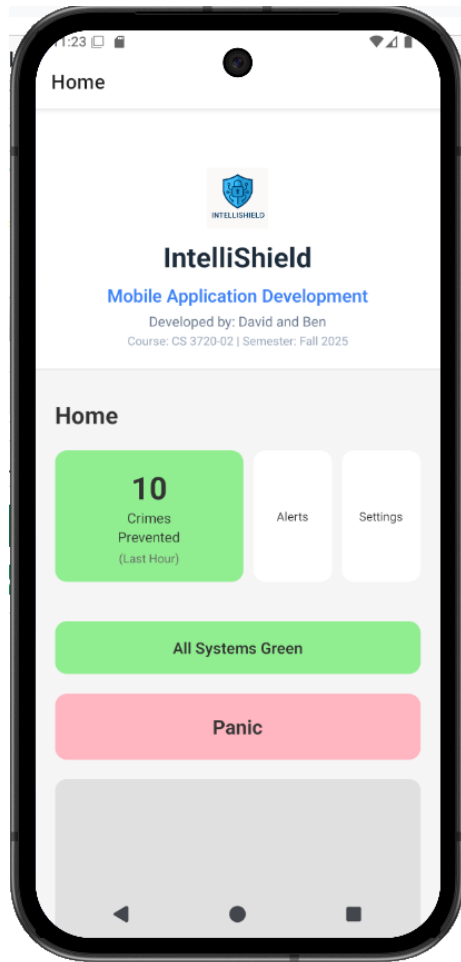 11:23
Home
INTELLISHIELD
IntelliShield
Mobile Application Development
Developed by: David and Ben
Course: CS 3720-02 | Semester: Fall 2025
Home
10
Crimes
Prevented
(Last Hour)
Alerts
Settings
All Systems Green
Panic